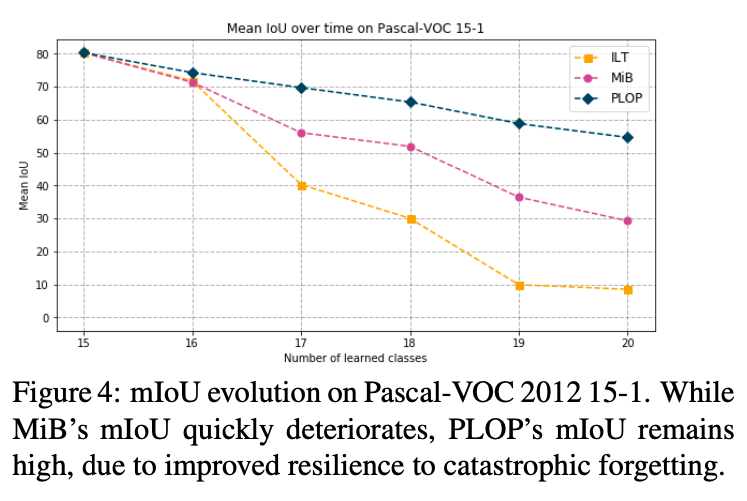 Mean IoU over time on Pascal-VOC 15-1
ILT
MiB
PLOP
80
70
60
50
40
30
20
10
0
Mean IoU
15 16 17 18 19 20
Number of learned classes
Figure 4: mIoU evolution on Pascal-VOC 2012 15-1. While
MiB's mIoU quickly deteriorates, PLOP's mIoU remains
high, due to improved resilience to catastrophic forgetting.